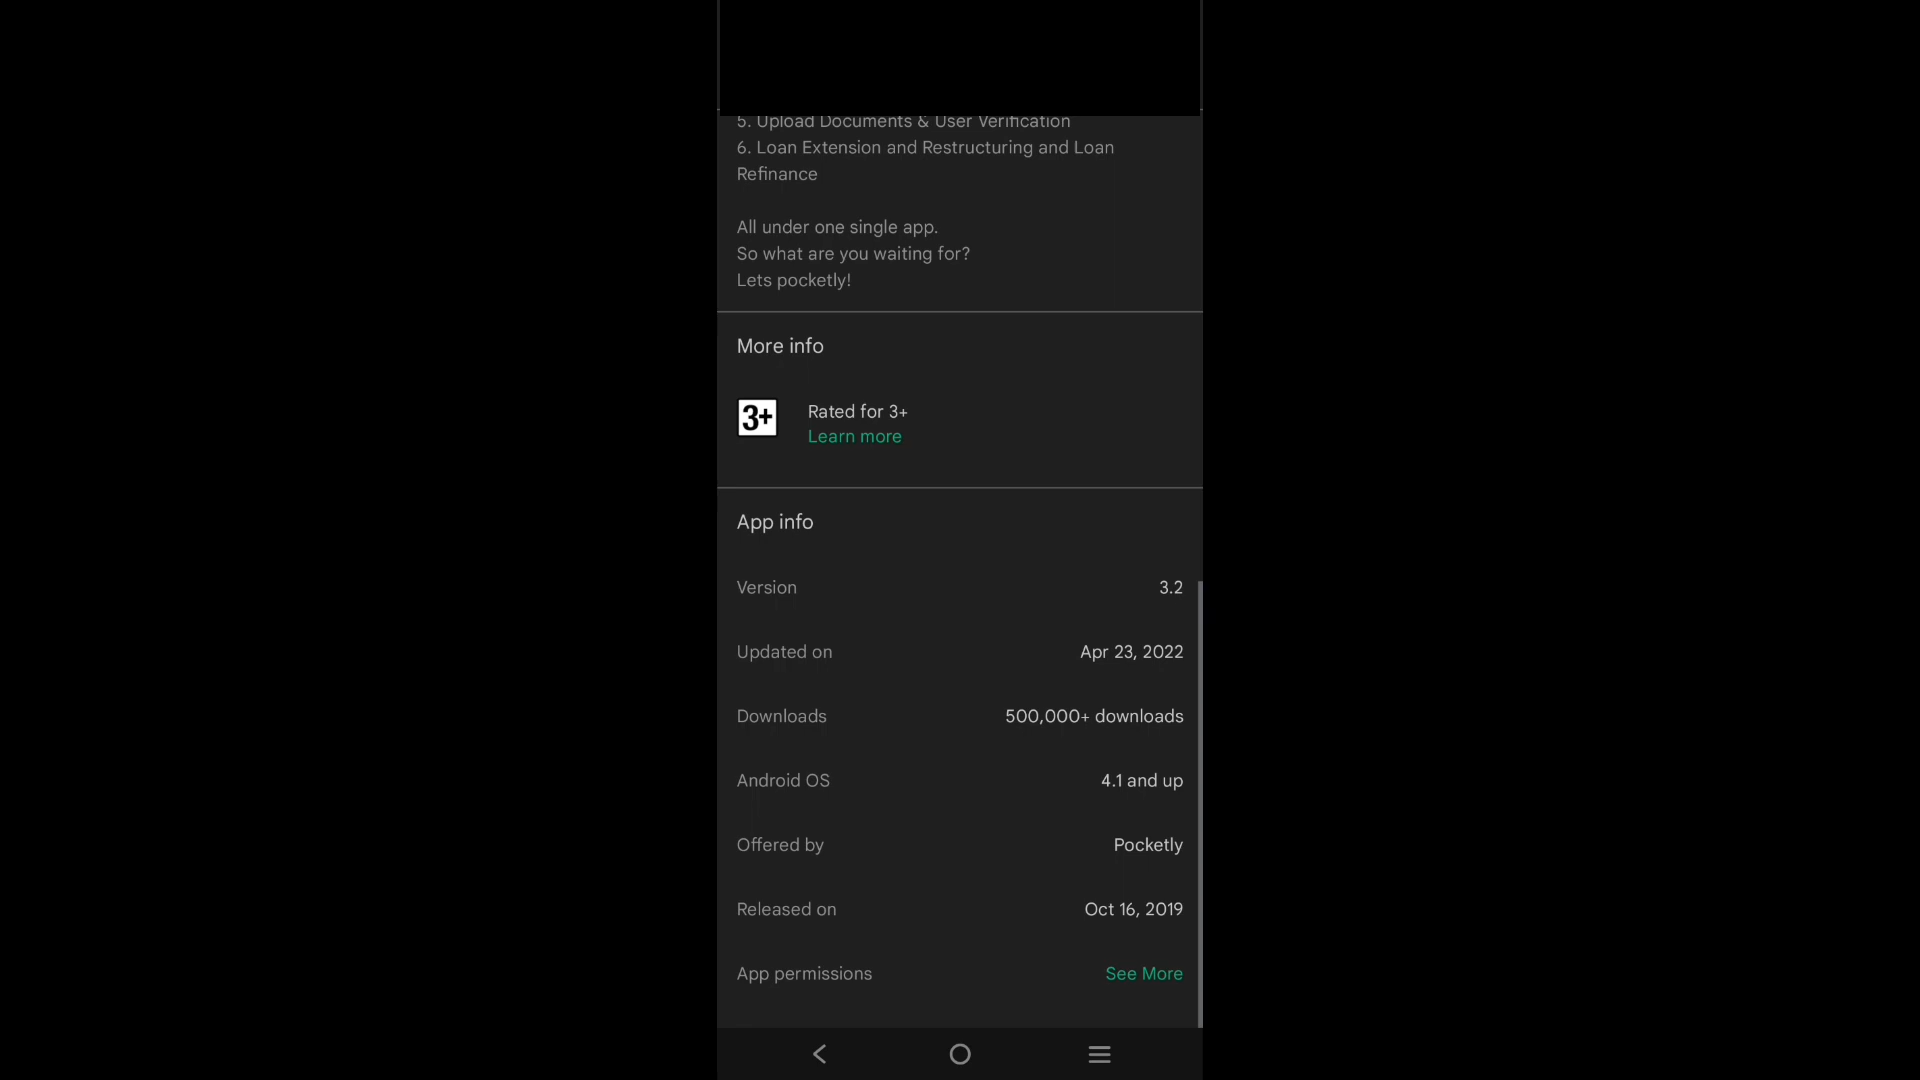 5. Upload Documents & User Verification
6. Loan Extension and Restructuring and Loan
Refinance
All under one single app.
So what are you waiting for?
Lets pocketly!
More info
3+
Rated for 3+
Learn more
App info
Version 3.2
Updated on Apr 23, 2022
Downloads 500,000+ downloads
Android OS 4.1 and up
Offered by Pocketly
Released on Oct 16, 2019
App permissions See More